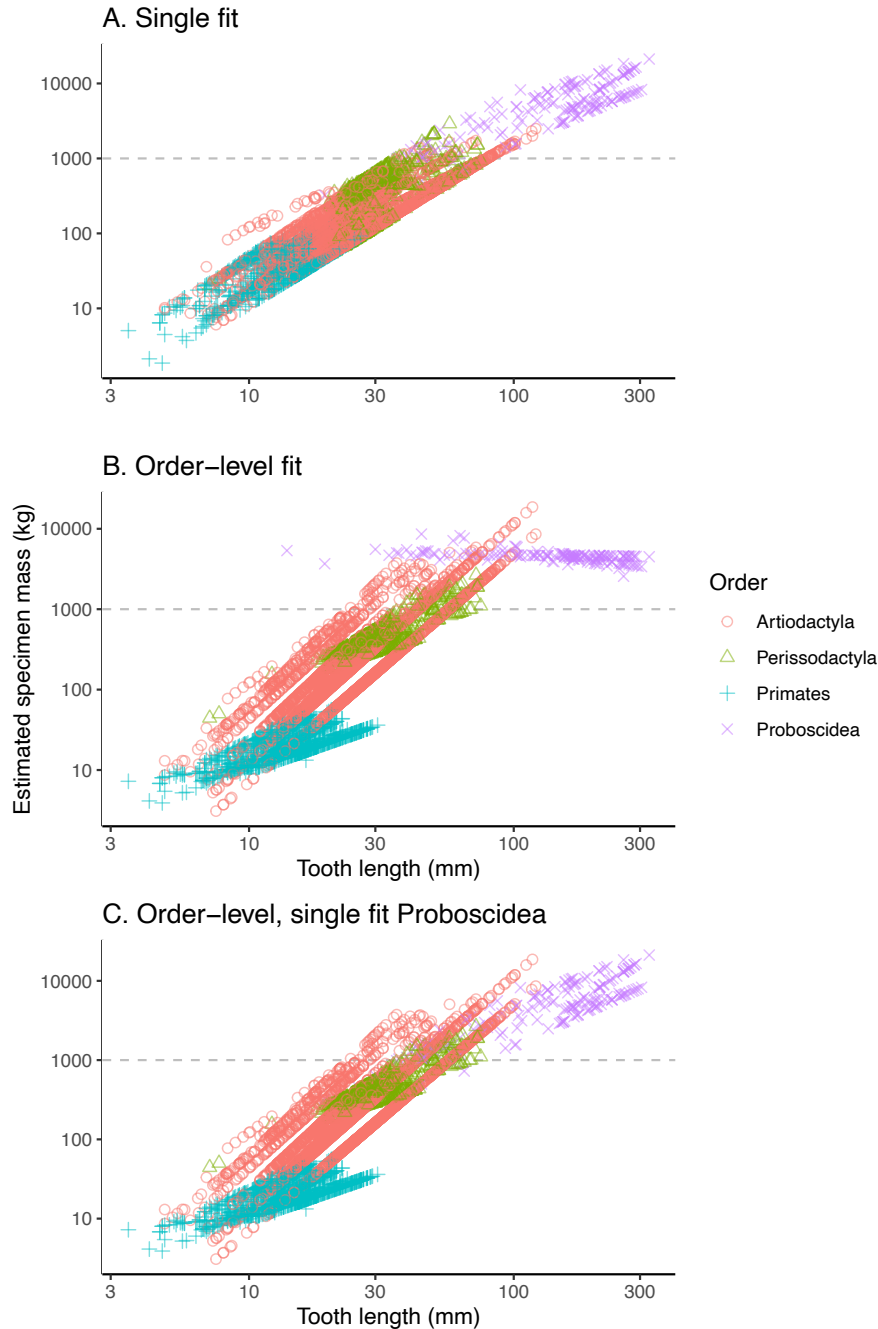 A. Single fit
10000
1000
100
10
3 10 30 100 300
B. Order−level fit
Estimated specimen mass (kg)
10000
1000
100
10
3 10 30 100 300
Tooth length (mm)
Order
Artiodactyla
Perissodactyla
Primates
Proboscidea
C. Order−level, single fit Proboscidea
10000
1000
100
10
3 10 30 100 300
Tooth length (mm)